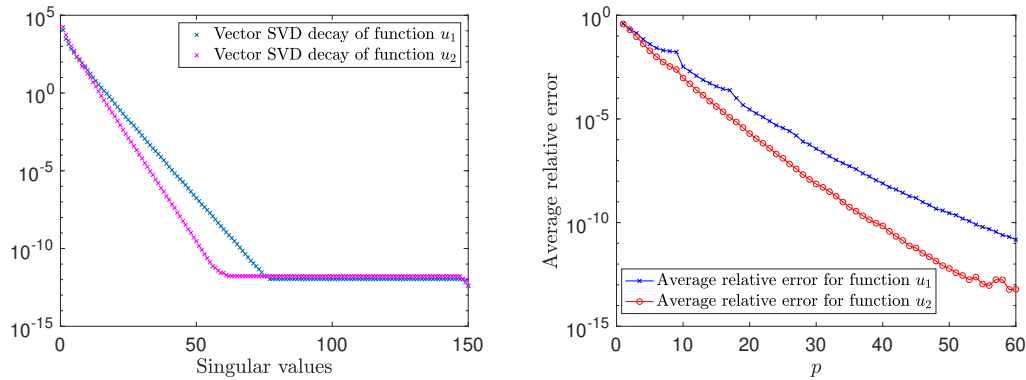 10^5
10^0
10^-5
10^-10
10^-15
0
50
100
150
Singular values
Vector SVD decay of function u_1
Vector SVD decay of function u_2
10^0
10^-5
10^-10
10^-15
0
10
20
30
40
50
60
p
Average relative error
Average relative error for function u_1
Average relative error for function u_2